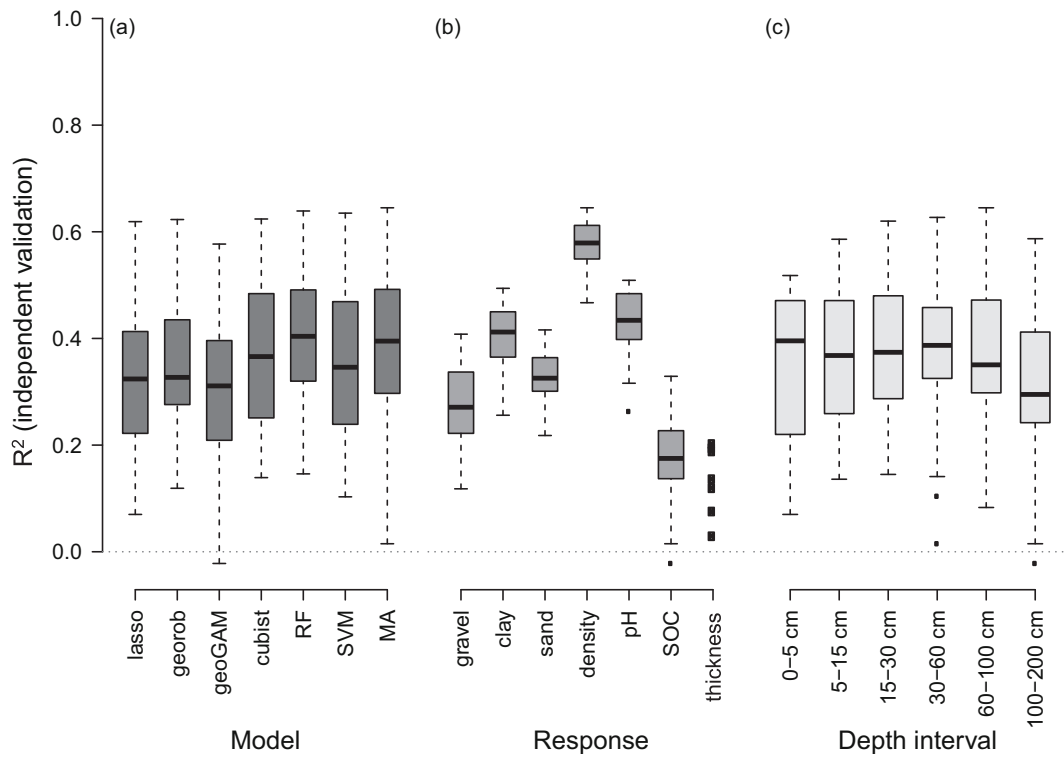 (a)
(b)
(c)
1.0
0.8
0.6
0.4
0.2
0.0
R² (independent validation)
lasso
georob
geoGAM
cubist
RF
SVM
MA
Model
gravel
clay
sand
density
pH
SOC
thickness
Response
0−5 cm
5−15 cm
15−30 cm
30−60 cm
60−100 cm
100−200 cm
Depth interval